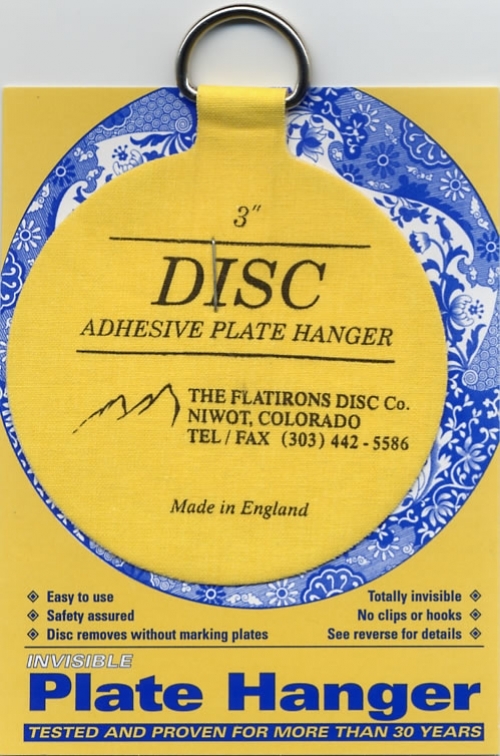 3"
DISC
ADHESIVE PLATE HANGER
THE FLATIRONS DISC Co.
NIWOT, COLORADO
TEL / FAX (303) 442 - 5586
Made in England
Easy to use
Safety assured
Disc removes without marking plates
Totally invisible
No clips or hooks
See reverse for details
INVISIBLE
Plate Hanger
TESTED AND PROVEN FOR MORE THAN 30 YEARS